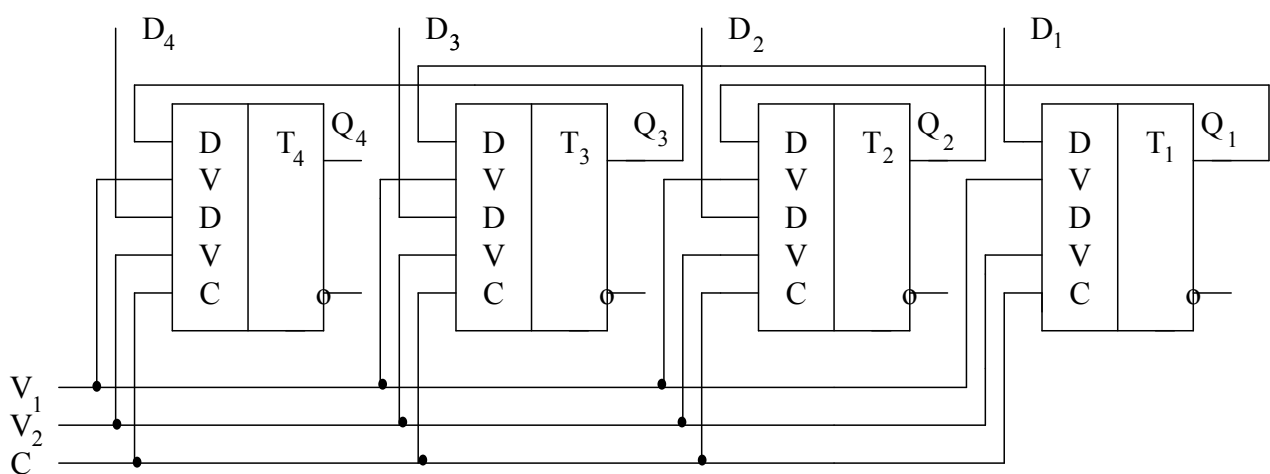 D4 D3 D2 D1
Q4 Q3 Q2 Q1
D T4 D T3 D T2 D T1
V V V V
D D D D
V V V V
C C C C
V1
V2
C